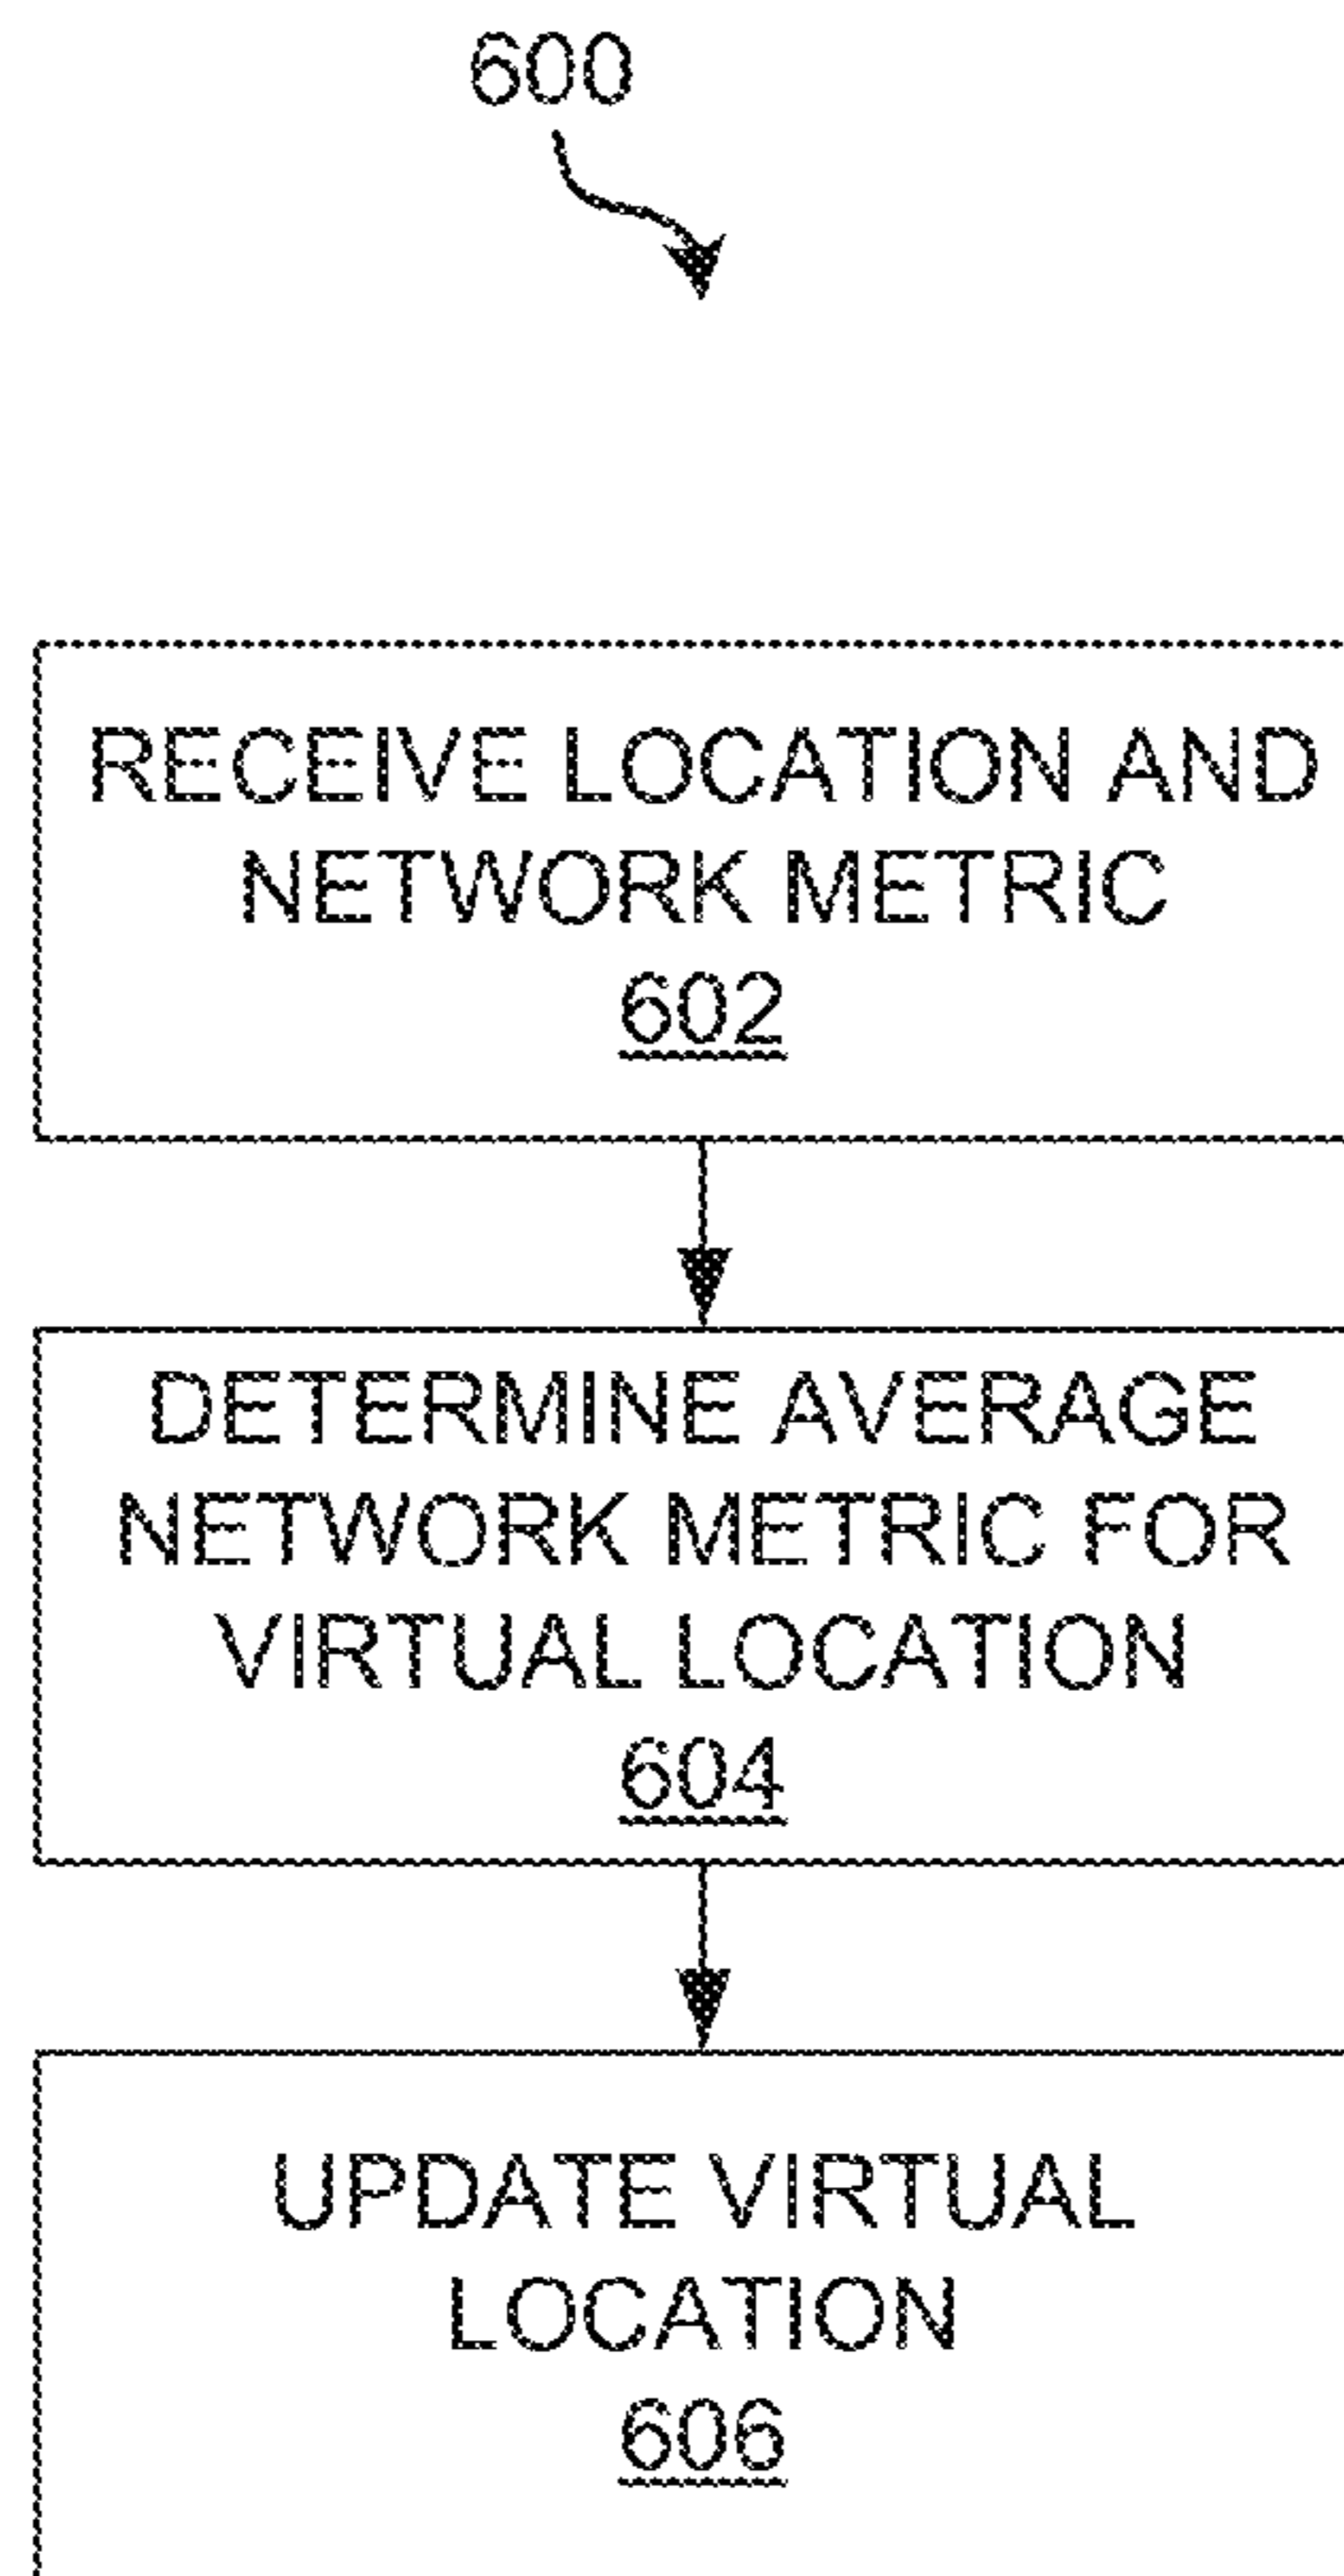 600
RECEIVE LOCATION AND
NETWORK METRIC
602
DETERMINE AVERAGE
NETWORK METRIC FOR
VIRTUAL LOCATION
604
UPDATE VIRTUAL
LOCATION
606